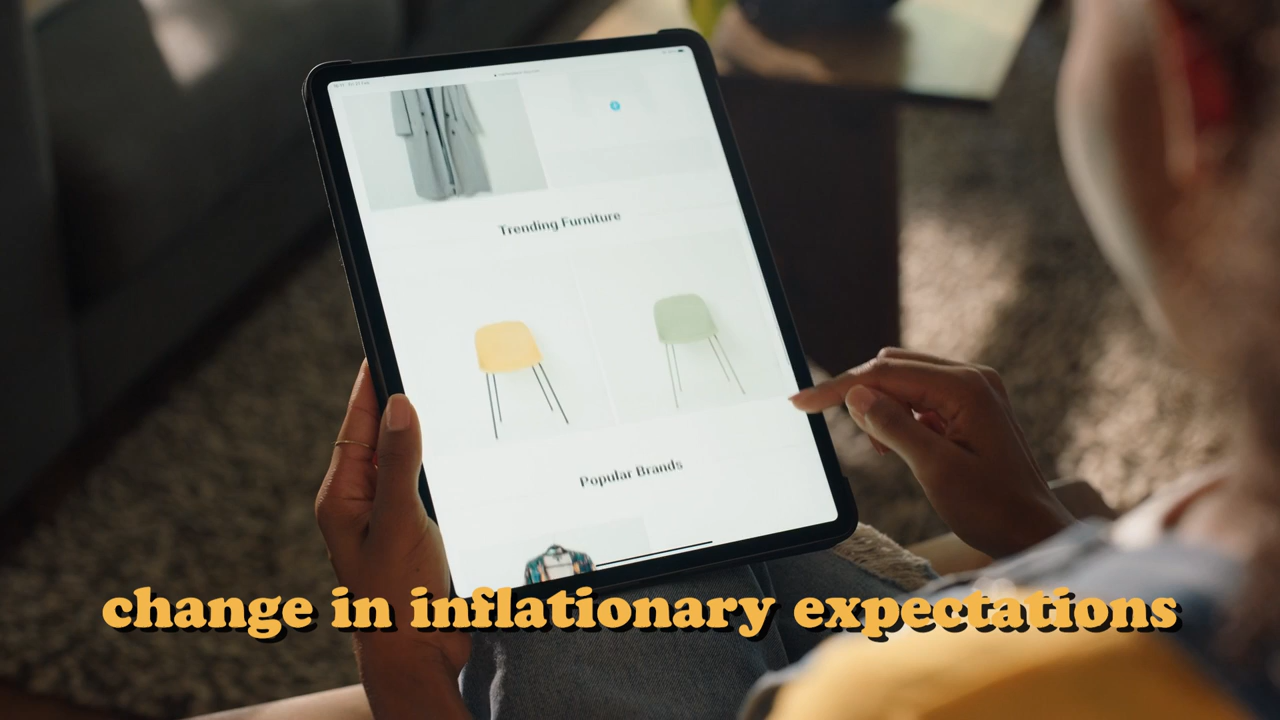 Trending Furniture
Popular Brands
change in inflationary expectations